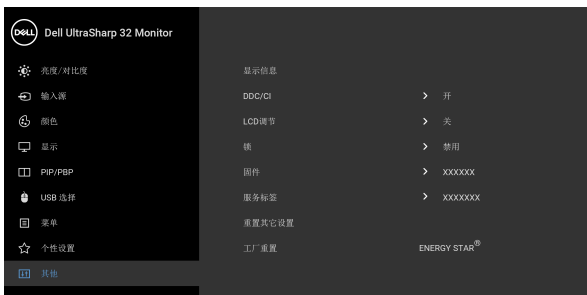 DELL Dell UltraSharp 32 Monitor
亮度/对比度 显示信息
输入源 DDC/CI 开
颜色 LCD调节 关
显示 锁 禁用
PIP/PBP 固件 XXXXXX
USB 选择 服务标签 XXXXXXX
菜单 重置其它设置
个性设置 工厂重置 ENERGY STAR®
其他